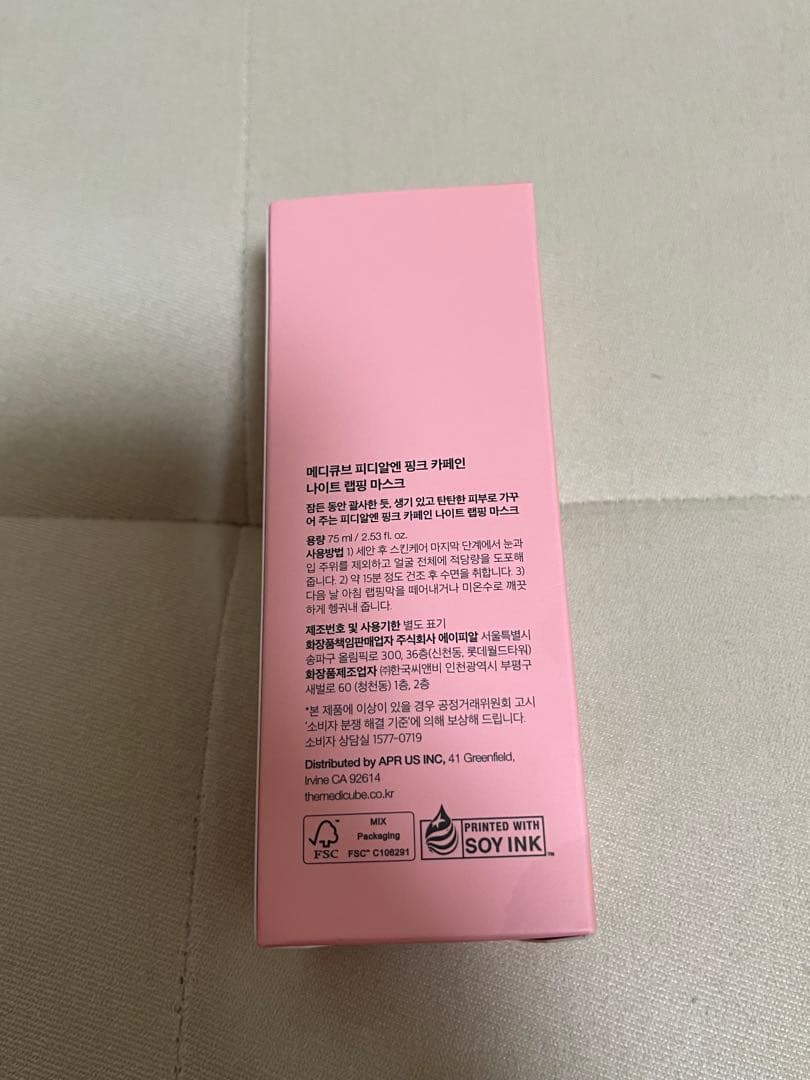 메디큐브 피디알엔 핑크 카페인
나이트 랩핑 마스크
잠든 동안 괄사한 듯, 생기 있고 탄탄한 피부로 가꾸
어 주는 피디알엔 핑크 카페인 나이트 랩핑 마스크
용량 75 ml / 2.53 fl. oz.
사용방법 1) 세안 후 스킨케어 마지막 단계에서 눈과
입 주위를 제외하고 얼굴 전체에 적당량을 도포해
줍니다. 2) 약 15분 정도 건조 후 수면을 취합니다. 3)
다음 날 아침 랩핑막을 떼어내거나 미온수로 깨끗
하게 헹궈내 줍니다.
제조번호 및 사용기한 별도 표기
화장품책임판매업자 주식회사 에이피알 서울특별시
송파구 올림픽로 300, 36층(신천동, 롯데월드타워)
화장품제조업자 ㈜한국씨앤비 인천광역시 부평구
새벌로 60 (청천동) 1층, 2층
*본 제품에 이상이 있을 경우 공정거래위원회 고시
'소비자 분쟁 해결 기준'에 의해 보상해 드립니다.
소비자 상담실 1577-0719
Distributed by APR US INC, 41 Greenfield,
Irvine CA 92614
themedicube.co.kr
FSC
MIX
Packaging
FSC™ C106291
PRINTED WITH
SOY INK™